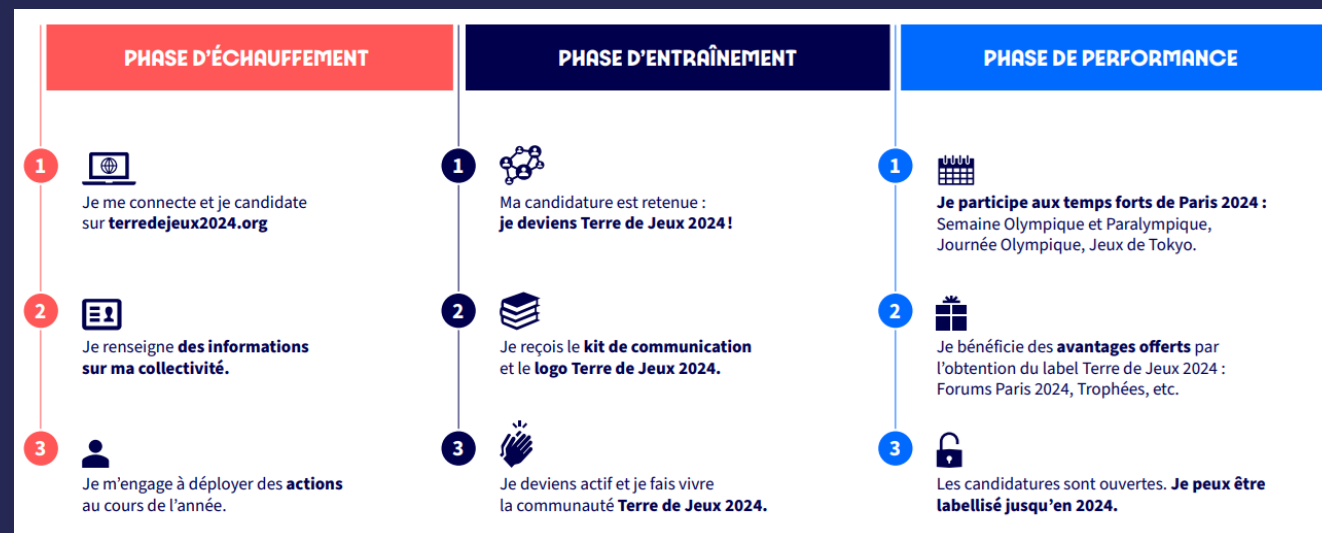 PHASE D'ÉCHAUFFEMENT
1
Je me connecte et je candidate
sur terredejeux2024.org
2
Je renseigne des informations
sur ma collectivité.
3
Je m'engage à déployer des actions
au cours de l'année.
PHASE D'ENTRAÎNEMENT
1
Ma candidature est retenue :
je deviens Terre de Jeux 2024 !
2
Je reçois le kit de communication
et le logo Terre de Jeux 2024.
3
Je deviens actif et je fais vivre
la communauté Terre de Jeux 2024.
PHASE DE PERFORMANCE
1
Je participe aux temps forts de Paris 2024 :
Semaine Olympique et Paralympique,
Journée Olympique, Jeux de Tokyo.
2
Je bénéficie des avantages offerts par
l'obtention du label Terre de Jeux 2024 :
Forums Paris 2024, Trophées, etc.
3
Les candidatures sont ouvertes. Je peux être
labellisé jusqu'en 2024.